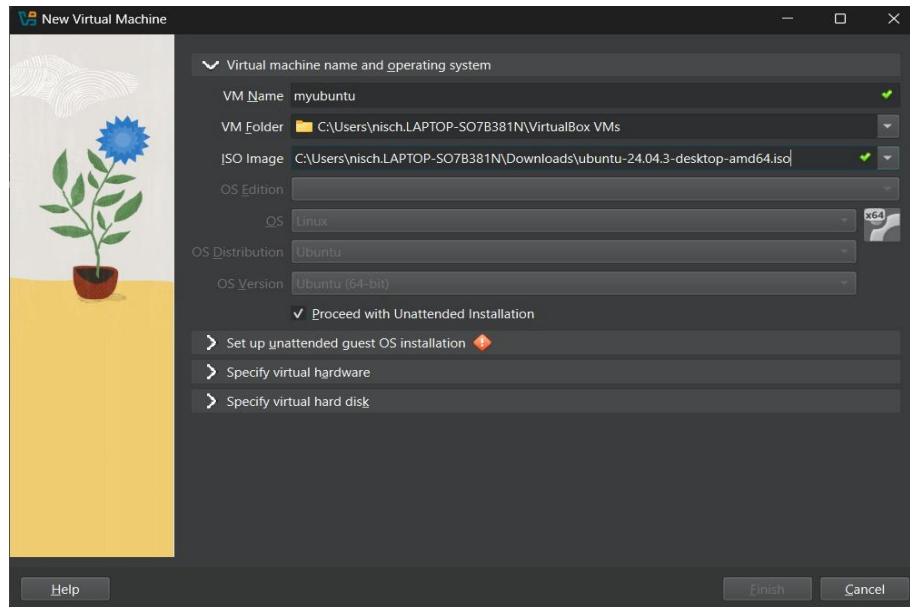 New Virtual Machine
Virtual machine name and operating system
VM Name myubuntu
VM Folder C:\Users\nisch.LAPTOP-SO7B381N\VirtualBox VMs
ISO Image C:\Users\nisch.LAPTOP-SO7B381N\Downloads\ubuntu-24.04.3-desktop-amd64.iso
OS Edition
OS Linux
x64
OS Distribution Ubuntu
OS Version Ubuntu (64-bit)
Proceed with Unattended Installation
Set up unattended guest OS installation
Specify virtual hardware
Specify virtual hard disk
Help Finish Cancel